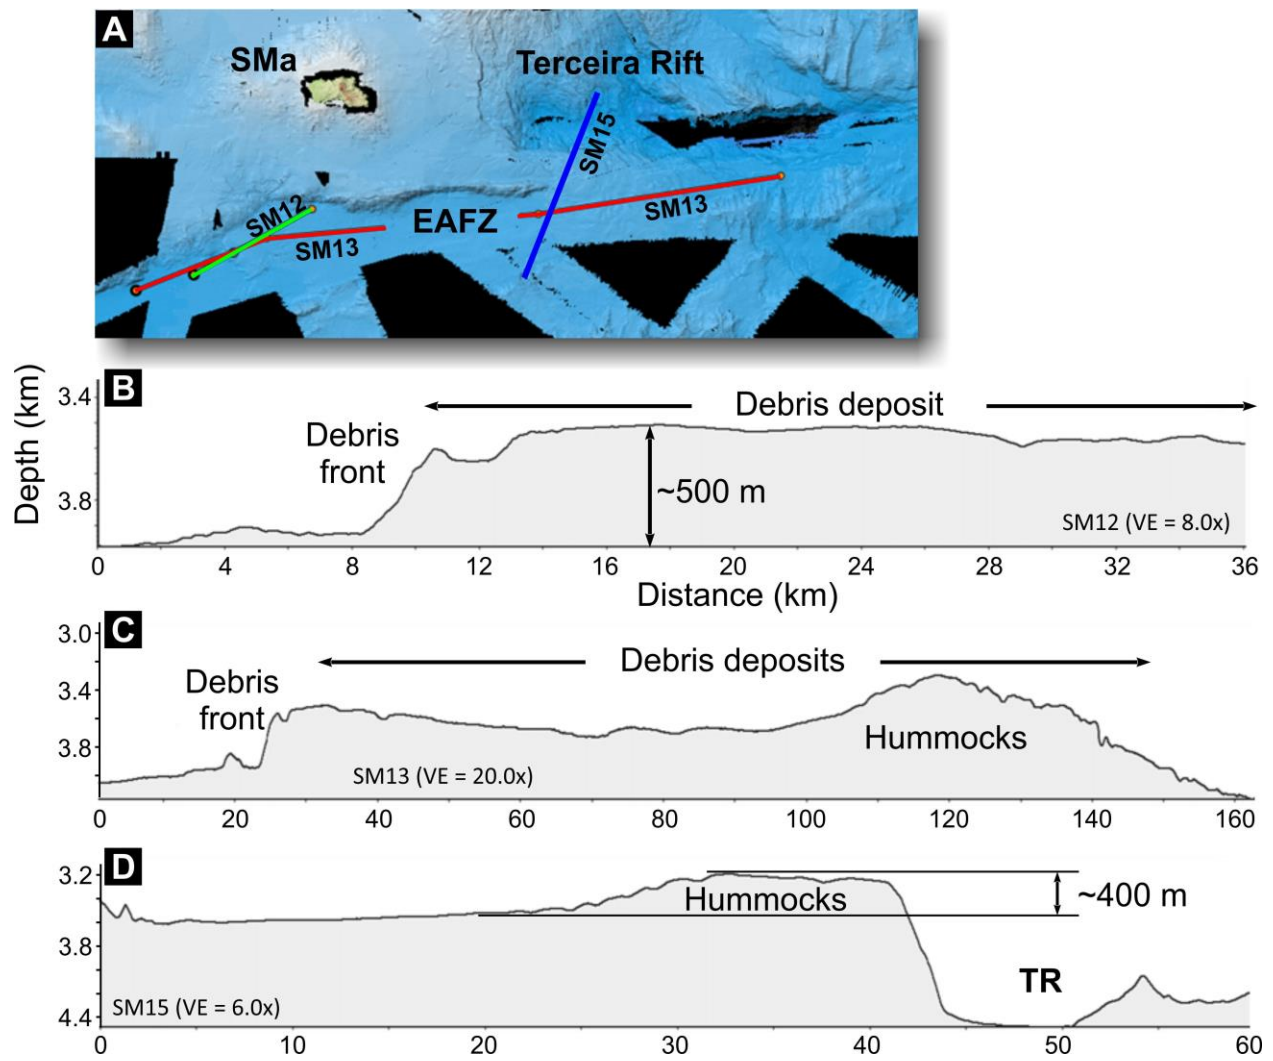 A
SMa
Terceira Rift
SM15
SM12
SM13
EAFZ
SM13
B
Depth (km)
3.4
3.8
Debris deposit
Debris
front
~500 m
SM12 (VE = 8.0x)
0 4 8 12 16 20 24 28 32 36
Distance (km)
C
3.0
3.4
3.8
Debris deposits
Debris
front
Hummocks
SM13 (VE = 20.0x)
0 20 40 60 80 100 120 140 160
D
3.2
3.8
4.4
Hummocks
~400 m
TR
SM15 (VE = 6.0x)
0 10 20 30 40 50 60